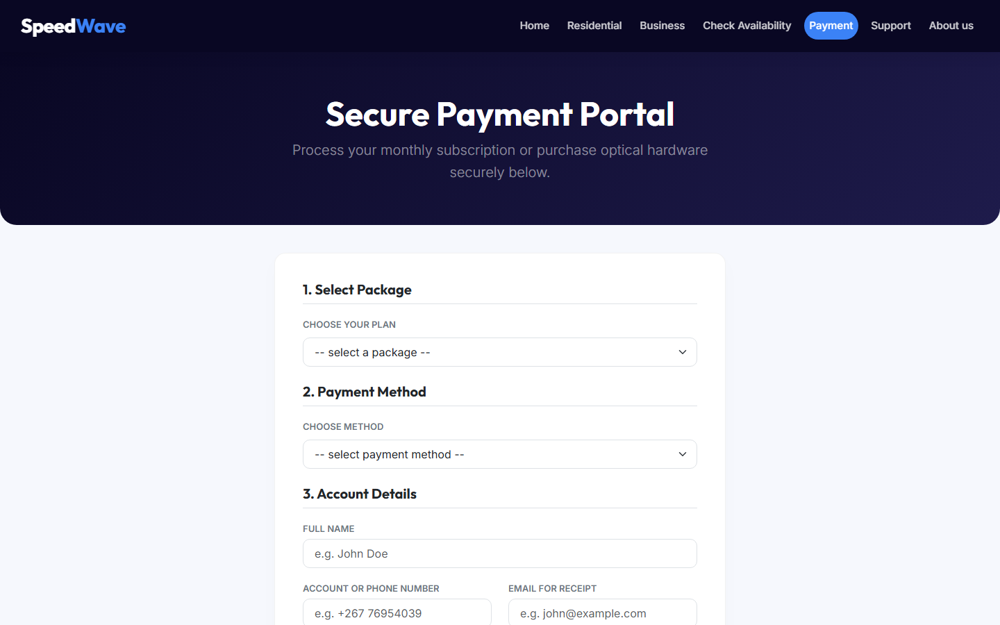 SpeedWave
Home Residential Business Check Availability Payment Support About us
Secure Payment Portal
Process your monthly subscription or purchase optical hardware
securely below.
1. Select Package
CHOOSE YOUR PLAN
-- select a package --
2. Payment Method
CHOOSE METHOD
-- select payment method --
3. Account Details
FULL NAME
e.g. John Doe
ACCOUNT OR PHONE NUMBER EMAIL FOR RECEIPT
e.g. +267 76954039 e.g. john@example.com